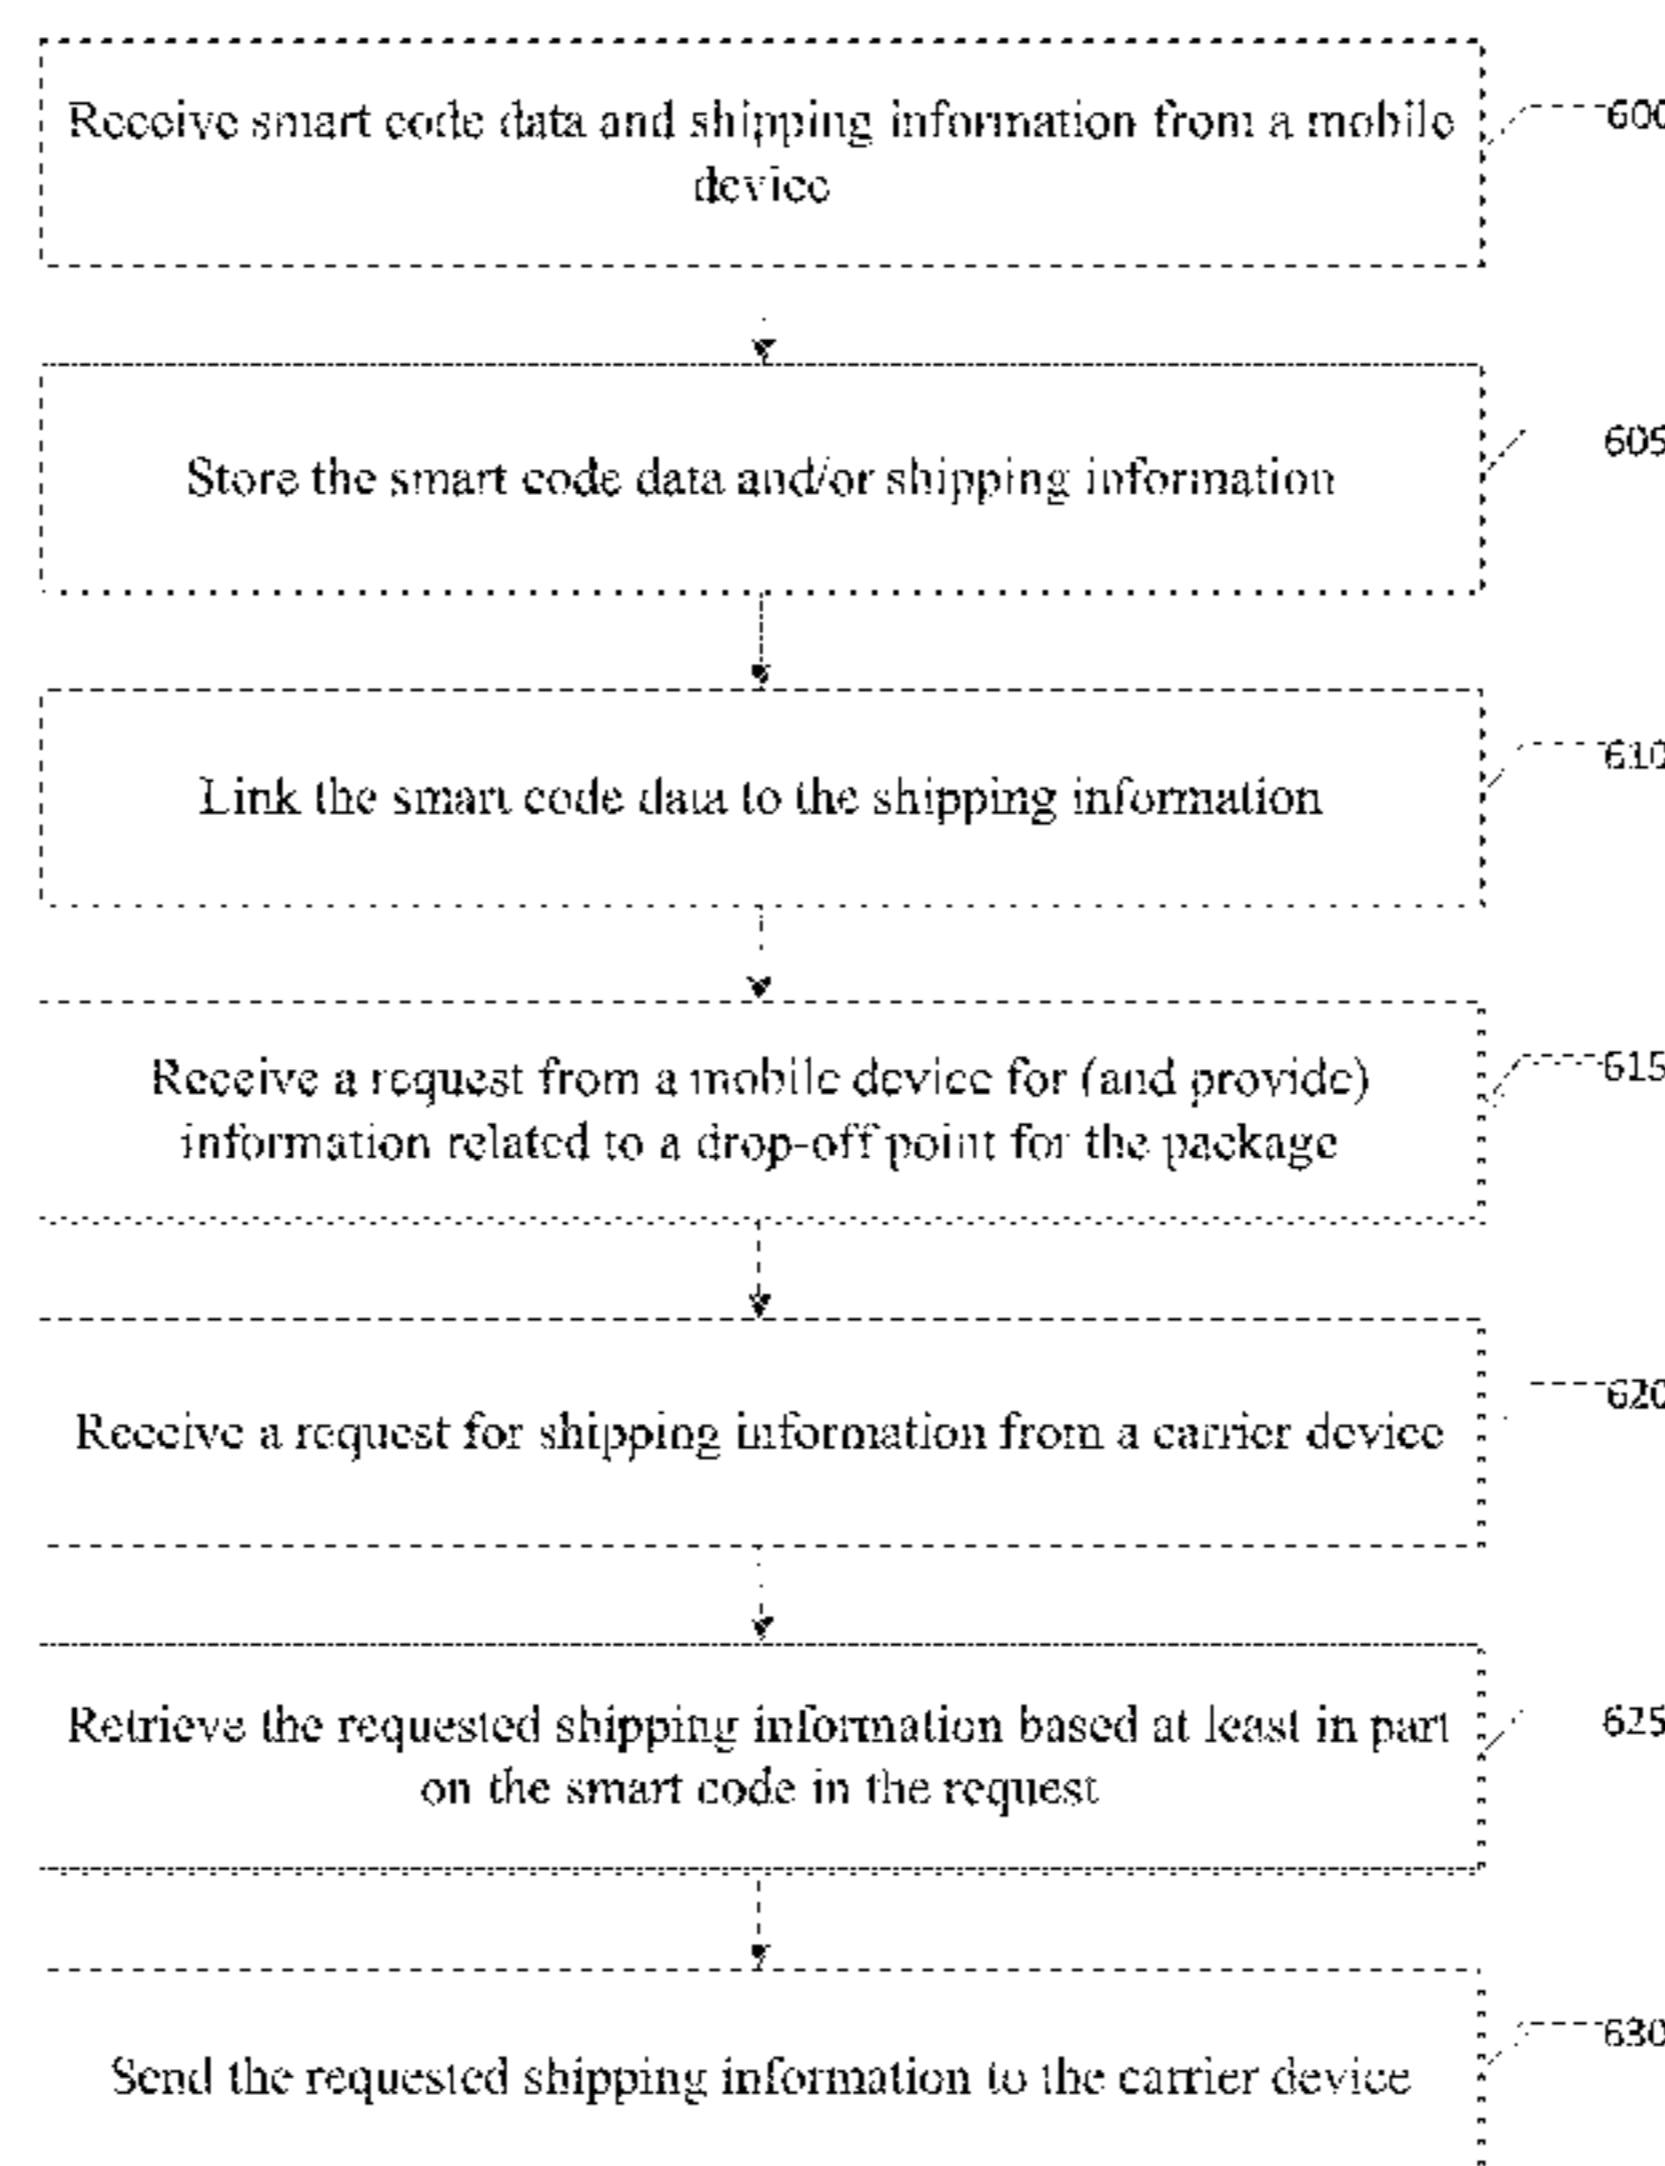 Receive smart code data and shipping information from a mobile
device
600
Store the smart code data and/or shipping information
605
Link the smart code data to the shipping information
610
Receive a request from a mobile device for (and provide)
information related to a drop-off point for the package
615
Receive a request for shipping information from a carrier device
620
Retrieve the requested shipping information based at least in part
on the smart code in the request
625
Send the requested shipping information to the carrier device
630